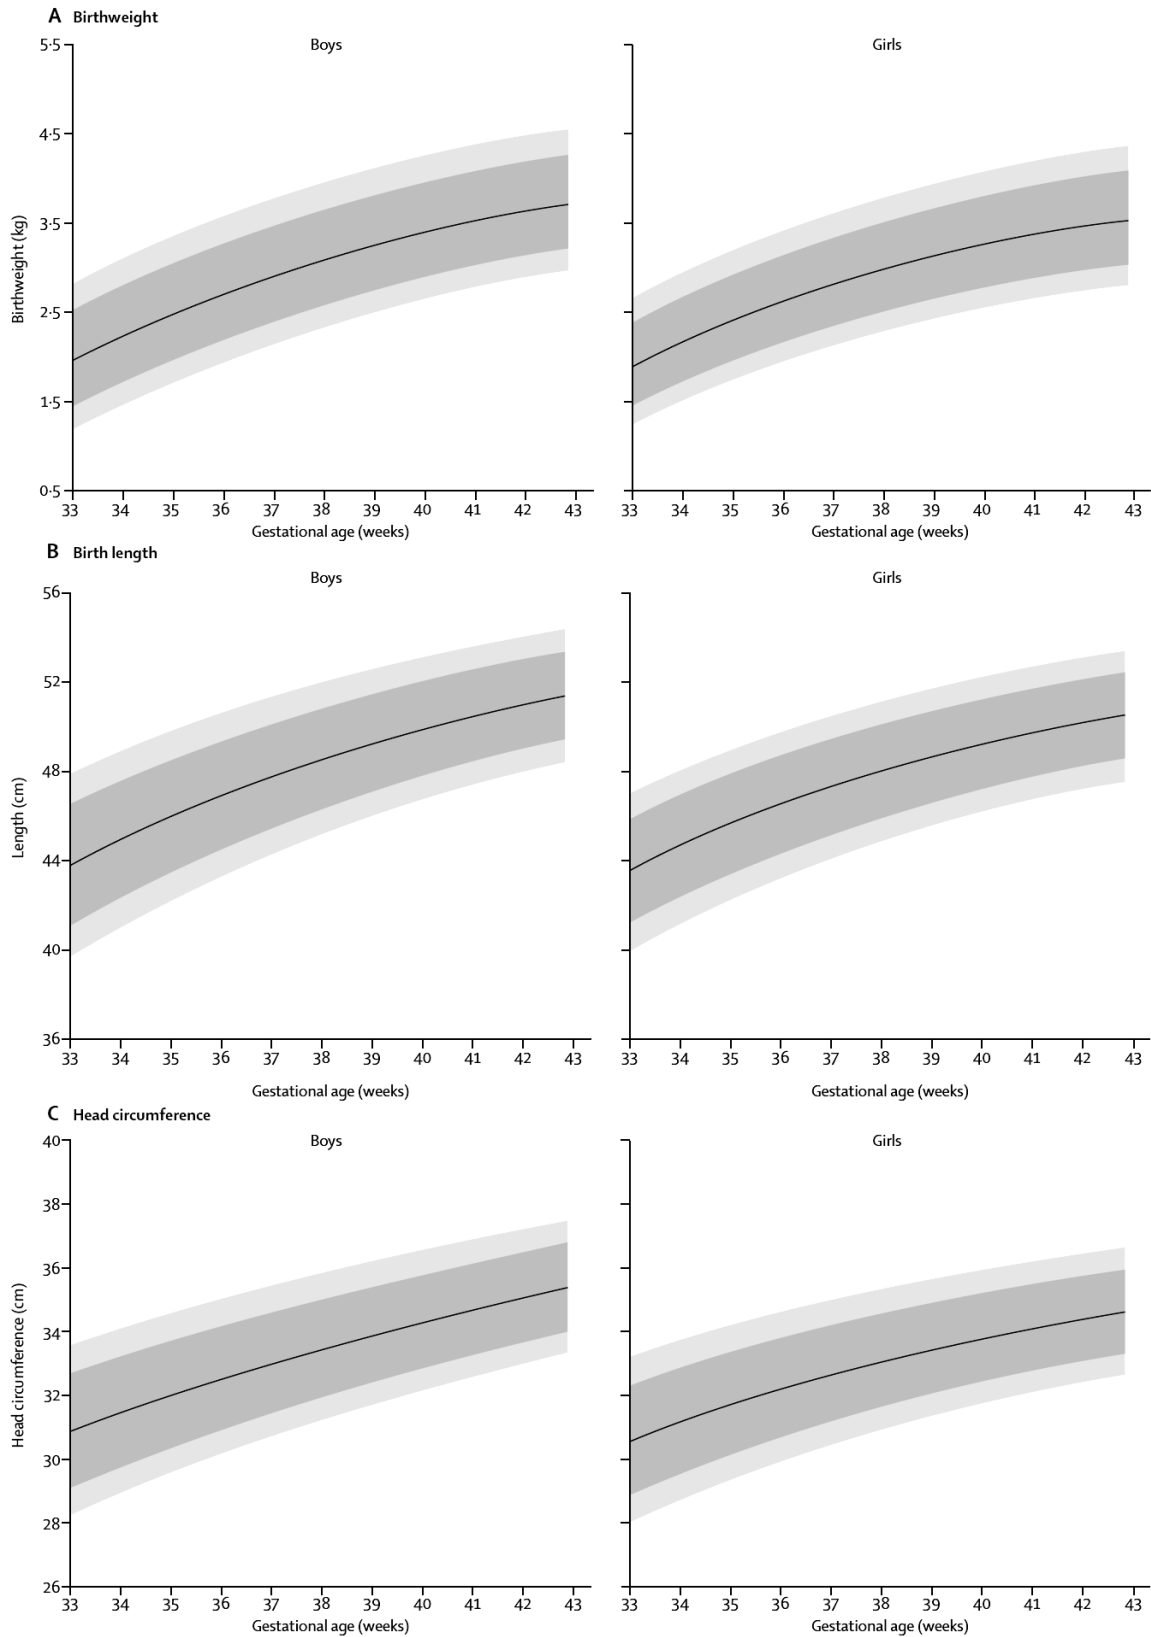 A Birthweight
Boys
Girls
5·5
4·5
3·5
2·5
1·5
0·5
Birthweight (kg)
33 34 35 36 37 38 39 40 41 42 43
33 34 35 36 37 38 39 40 41 42 43
Gestational age (weeks)
Gestational age (weeks)
B Birth length
Boys
Girls
56
52
48
44
40
36
Length (cm)
33 34 35 36 37 38 39 40 41 42 43
33 34 35 36 37 38 39 40 41 42 43
Gestational age (weeks)
Gestational age (weeks)
C Head circumference
Boys
Girls
40
38
36
34
32
30
28
26
Head circumference (cm)
33 34 35 36 37 38 39 40 41 42 43
33 34 35 36 37 38 39 40 41 42 43
Gestational age (weeks)
Gestational age (weeks)